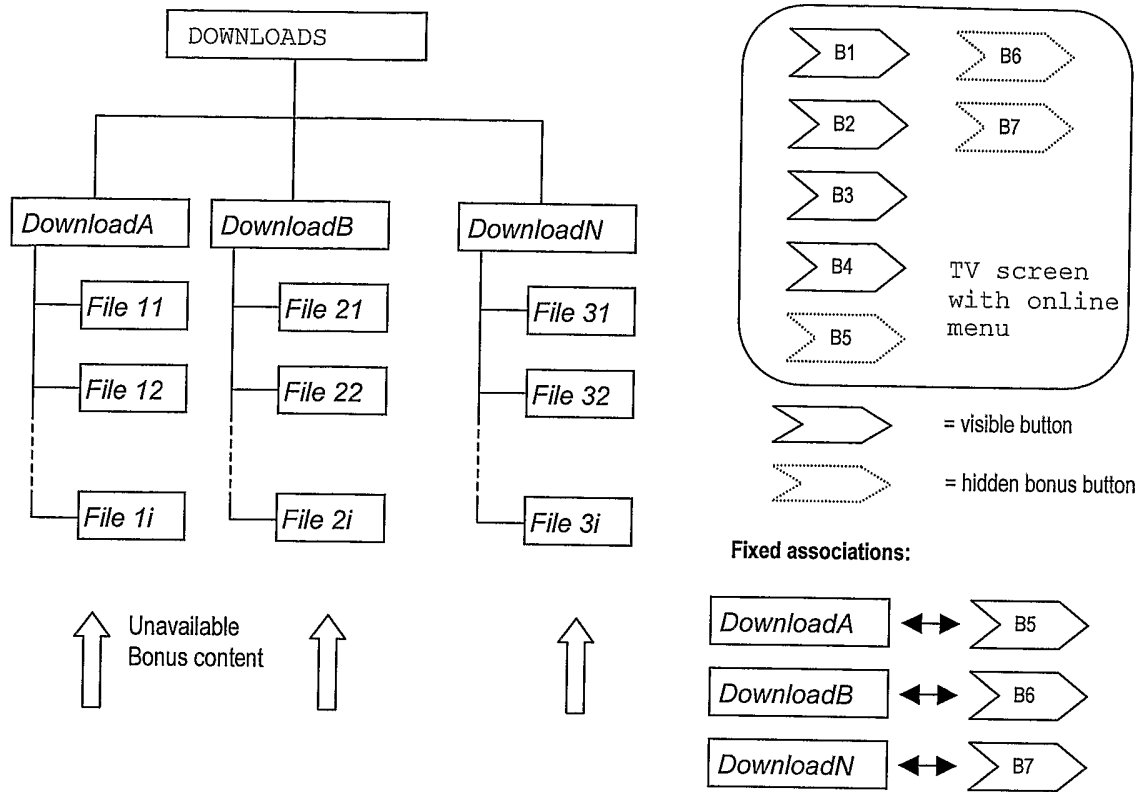 DOWNLOADS
DownloadA
DownloadB
DownloadN
File 11
File 21
File 31
File 12
File 22
File 32
File 1i
File 2i
File 3i
Unavailable
Bonus content
B1
B6
B2
B7
B3
B4
TV screen
with online
menu
B5
= visible button
= hidden bonus button
Fixed associations:
DownloadA
B5
DownloadB
B6
DownloadN
B7